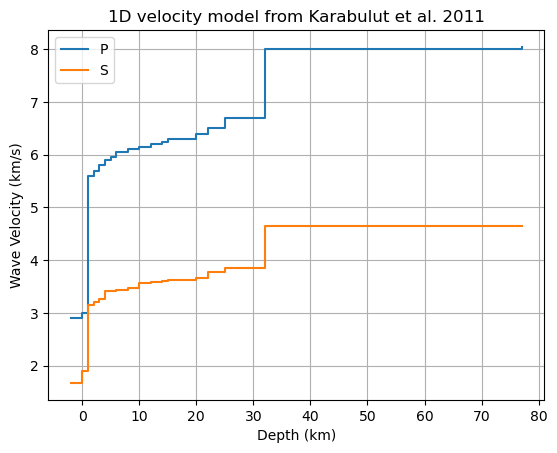 1D velocity model from Karabulut et al. 2011
P
S
8
7
6
5
4
3
2
Wave Velocity (km/s)
0 10 20 30 40 50 60 70 80
Depth (km)